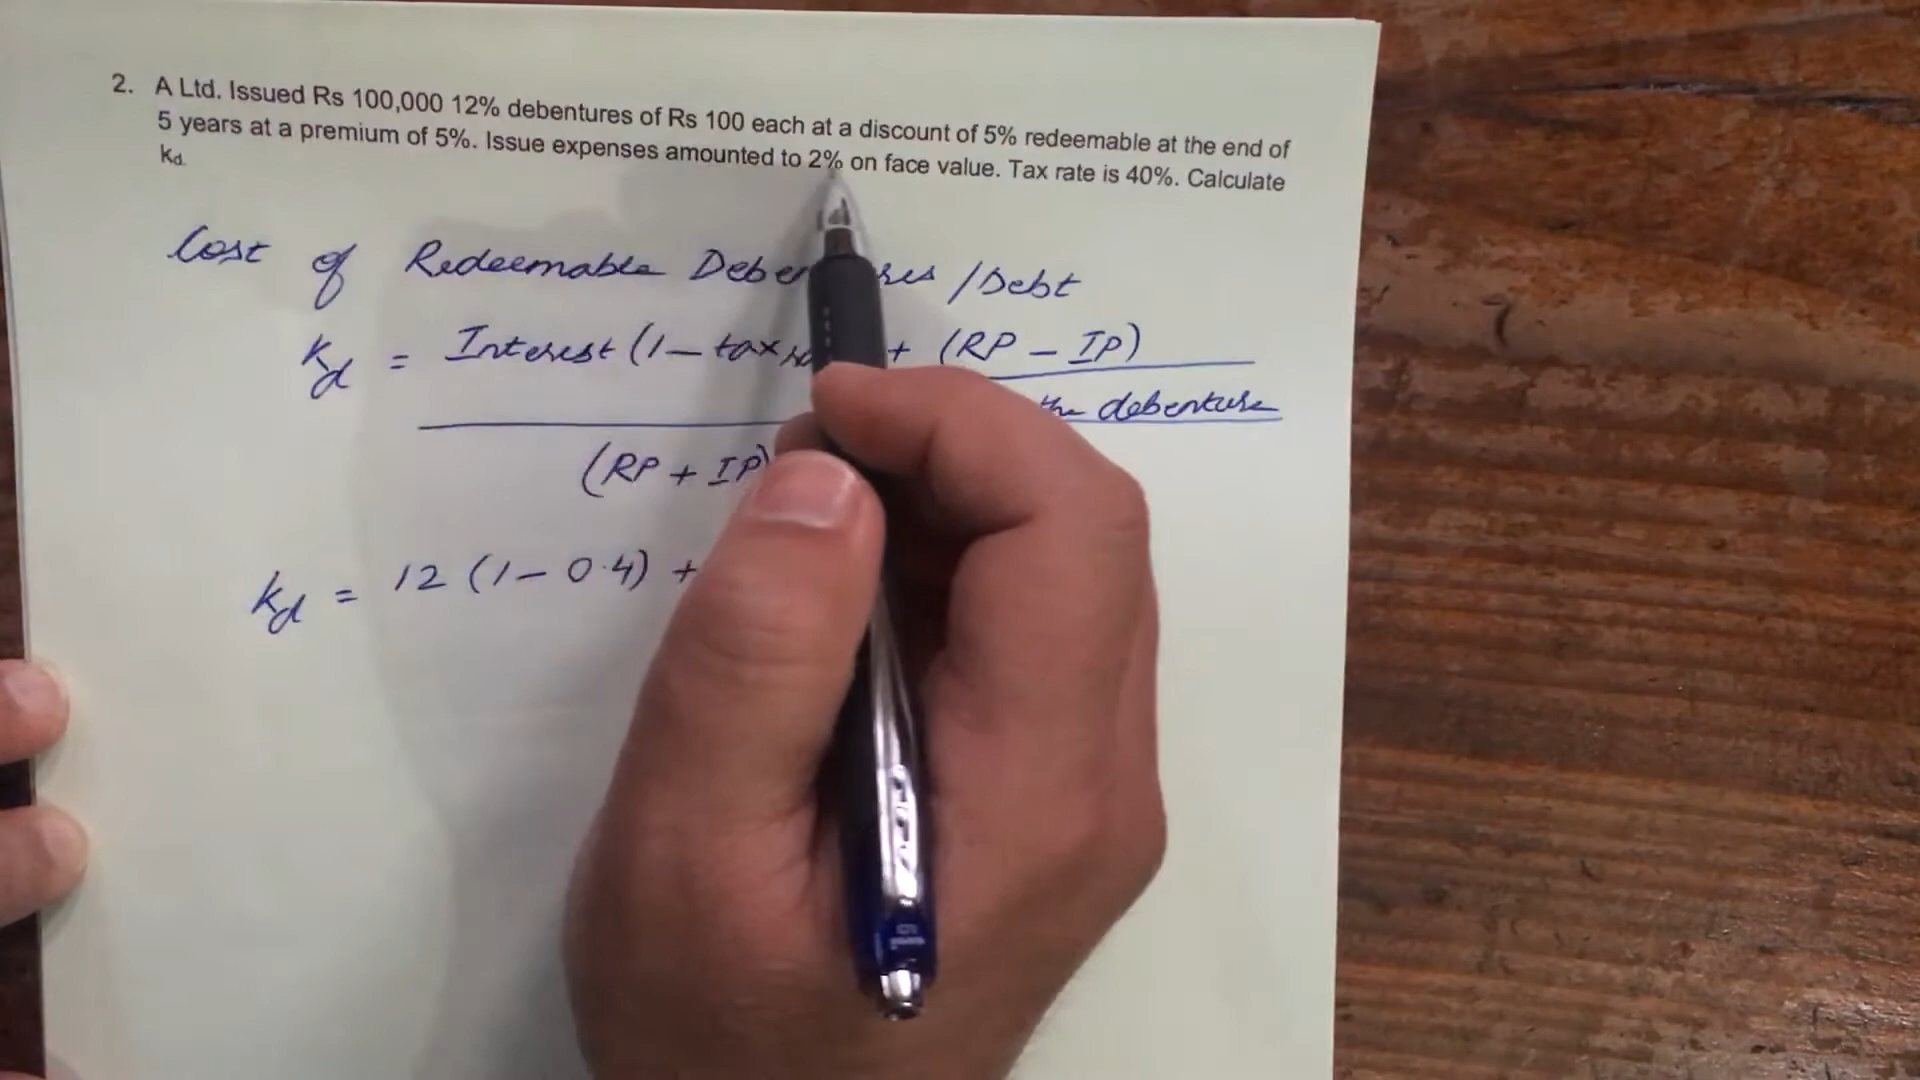 2. A Ltd. Issued Rs 100,000 12% debentures of Rs 100 each at a discount of 5% redeemable at the end of
5 years at a premium of 5%. Issue expenses amounted to 2% on face value. Tax rate is 40%. Calculate
Kd.
Cost of Redeemable /Debt
Kd = Interest (1 - tax + (RP - IP)
the debenture
(RP + IP)
Kd = 12 (1 - 0.4) +